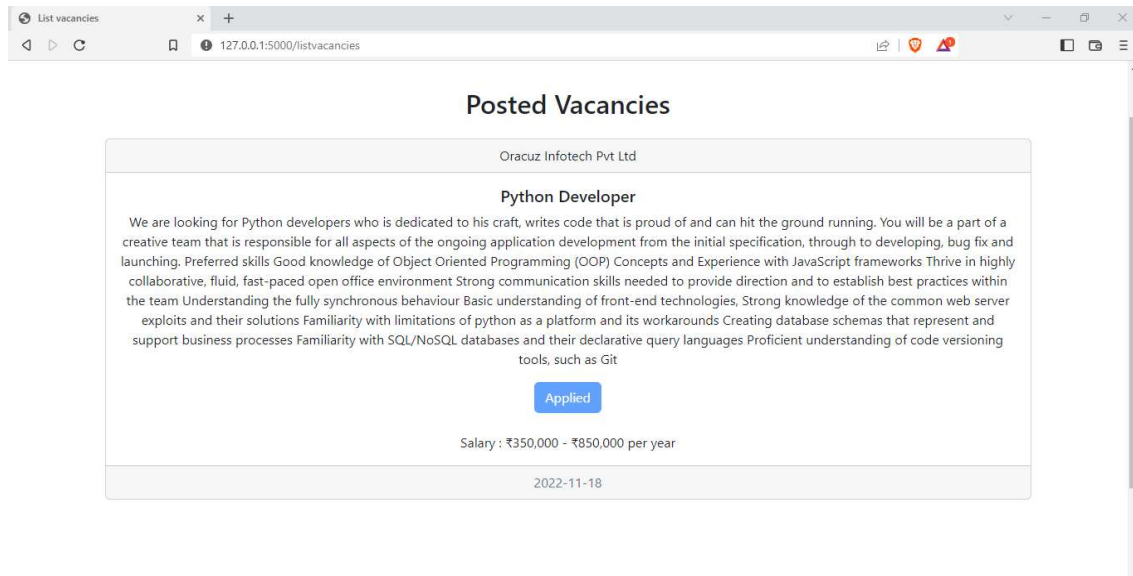 List vacancies
127.0.0.1:5000/listvacancies
Posted Vacancies
Oracuz Infotech Pvt Ltd
Python Developer
We are looking for Python developers who is dedicated to his craft, writes code that is proud of and can hit the ground running. You will be a part of a
creative team that is responsible for all aspects of the ongoing application development from the initial specification, through to developing, bug fix and
launching. Preferred skills Good knowledge of Object Oriented Programming (OOP) Concepts and Experience with JavaScript frameworks Thrive in highly
collaborative, fluid, fast-paced open office environment Strong communication skills needed to provide direction and to establish best practices within
the team Understanding the fully synchronous behaviour Basic understanding of front-end technologies, Strong knowledge of the common web server
exploits and their solutions Familiarity with limitations of python as a platform and its workarounds Creating database schemas that represent and
support business processes Familiarity with SQL/NoSQL databases and their declarative query languages Proficient understanding of code versioning
tools, such as Git
Applied
Salary : ₹350,000 - ₹850,000 per year
2022-11-18